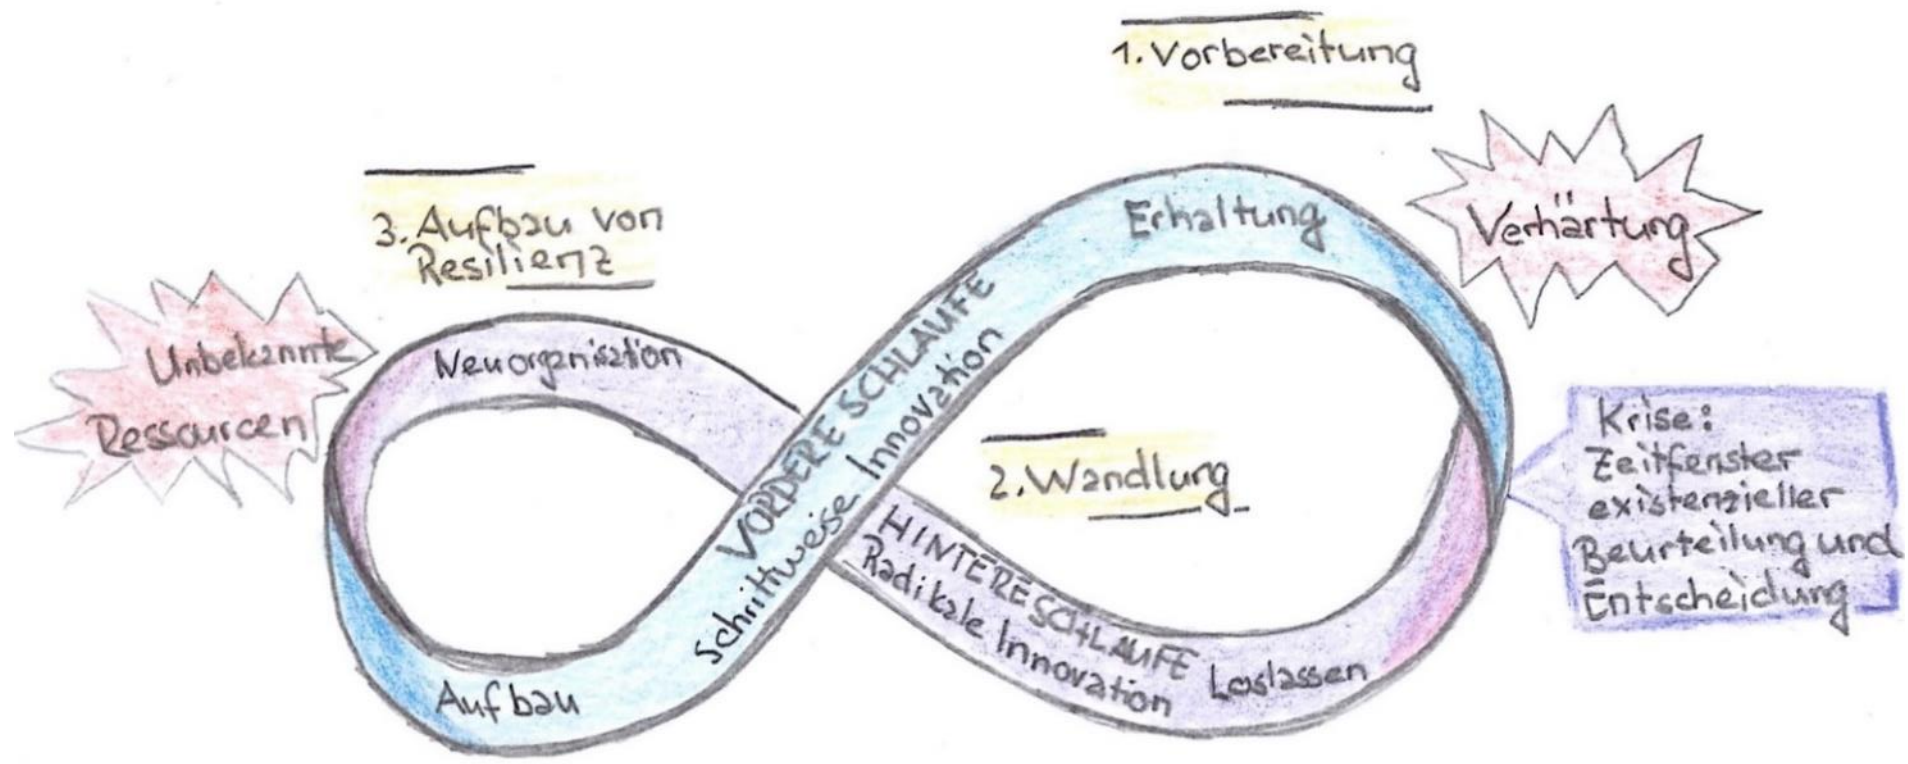 1. Vorbereitung
Verhärtung
3. Aufbau von
Resilienz
Unbekannte
Ressourcen
Neuorganisation
Erhaltung
VORDERE SCHLAUFE
Schrittweise Innovation
2. Wandlung
Krise:
Zeitfenster
existenzieller
Beurteilung und
Entscheidung
HINTERE SCHLAUFE
Radikale Innovation
Loslassen
Aufbau